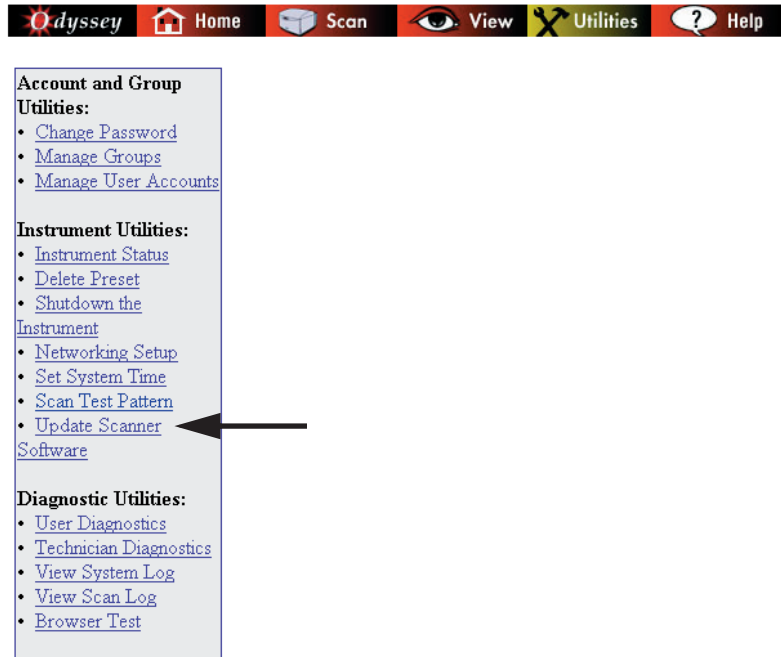 Odyssey Home Scan View Utilities ? Help
Account and Group
Utilities:
• Change Password
• Manage Groups
• Manage User Accounts
Instrument Utilities:
• Instrument Status
• Delete Preset
• Shutdown the
Instrument
• Networking Setup
• Set System Time
• Scan Test Pattern
• Update Scanner
Software
Diagnostic Utilities:
• User Diagnostics
• Technician Diagnostics
• View System Log
• View Scan Log
• Browser Test